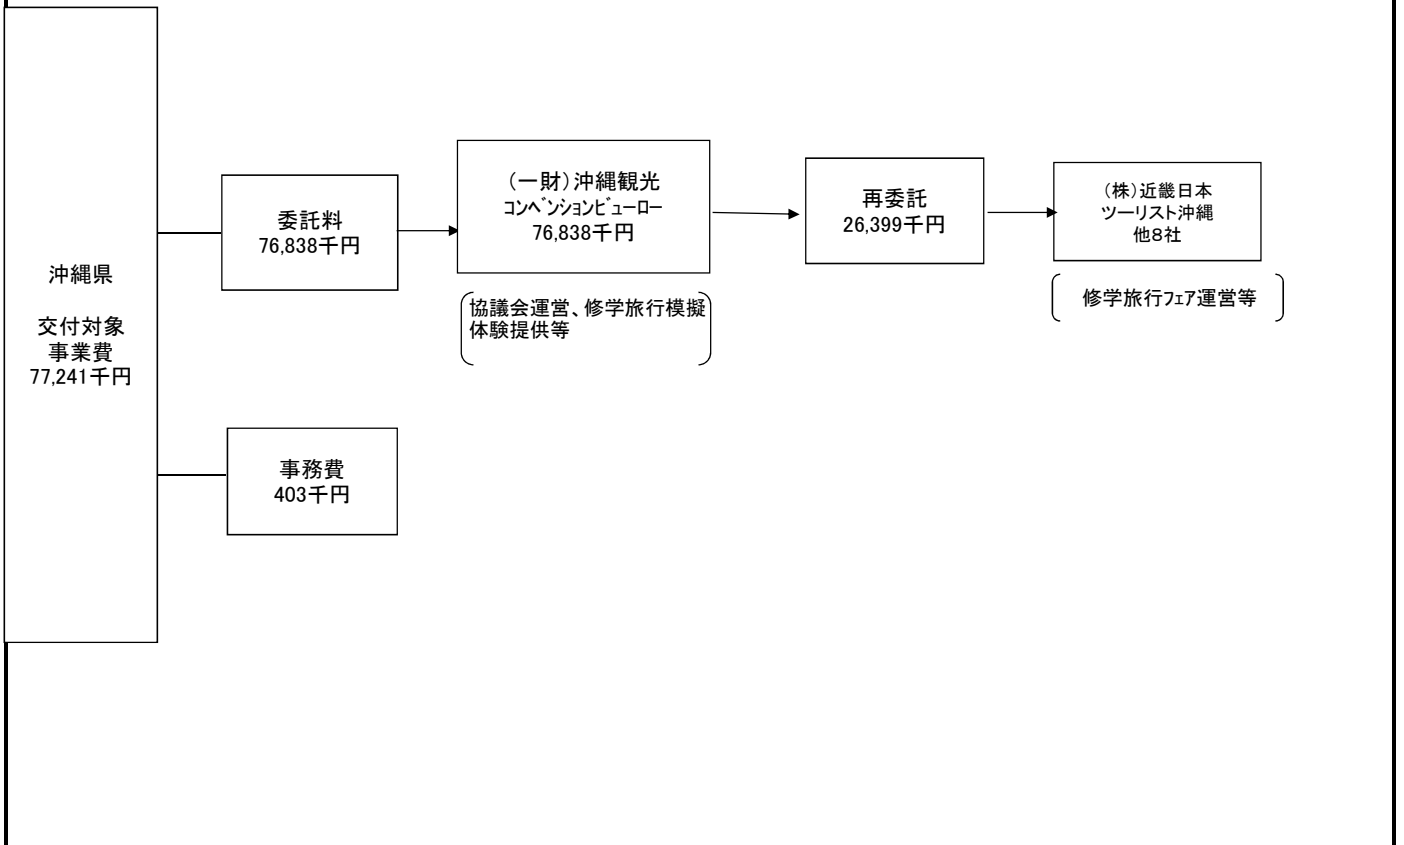 沖縄県
交付対象
事業費
77,241千円
委託料
76,838千円
（一財）沖縄観光
ｺﾝﾍﾞﾝｼｮﾝﾋﾞｭｰﾛｰ
76,838千円
協議会運営、修学旅行模擬
体験提供等
再委託
26,399千円
（株）近畿日本
ツーリスト沖縄
他８社
修学旅行ﾌｪｱ運営等
事務費
403千円